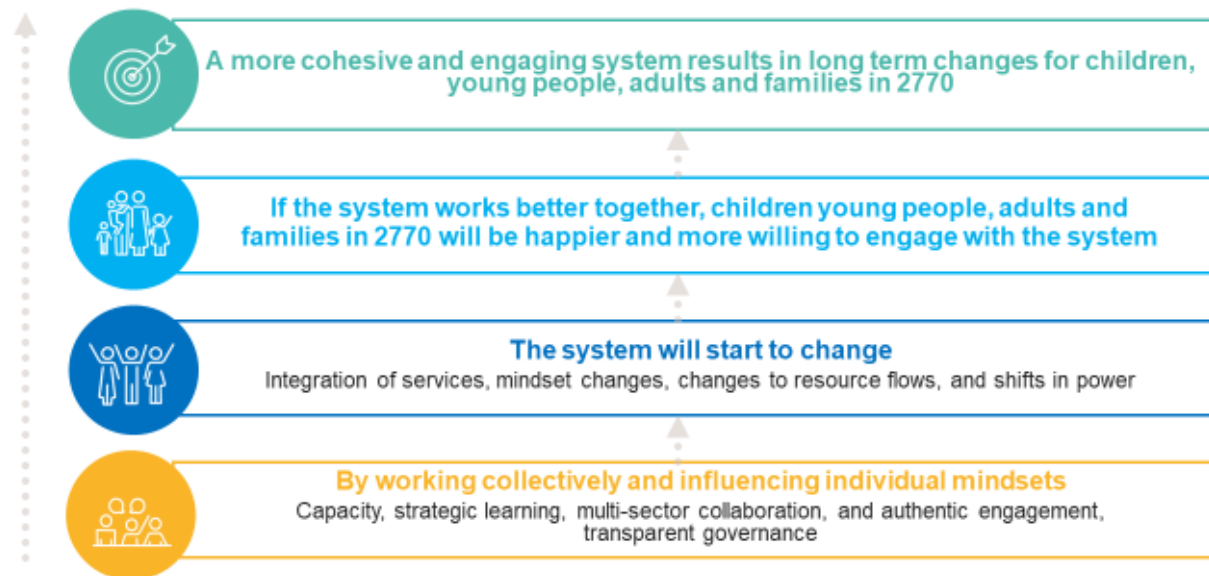 A more cohesive and engaging system results in long term changes for children,
young people, adults and families in 2770
If the system works better together, children young people, adults and
families in 2770 will be happier and more willing to engage with the system
The system will start to change
Integration of services, mindset changes, changes to resource flows, and shifts in power
By working collectively and influencing individual mindsets
Capacity, strategic learning, multi-sector collaboration, and authentic engagement,
transparent governance